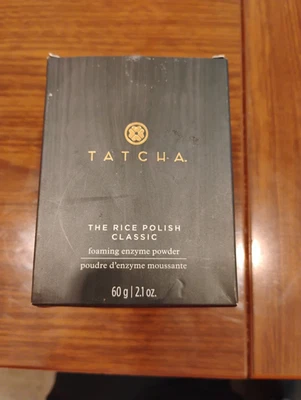 TATCHA
THE RICE POLISH
CLASSIC
foaming enzyme powder
poudre d'enzyme moussante
60 g | 2.1 oz.